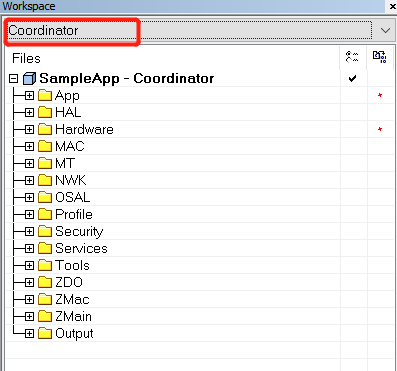 Workspace
Coordinator
Files
SampleApp - Coordinator
App
HAL
Hardware
MAC
MT
NWK
OSAL
Profile
Security
Services
Tools
ZDO
ZMac
ZMain
Output